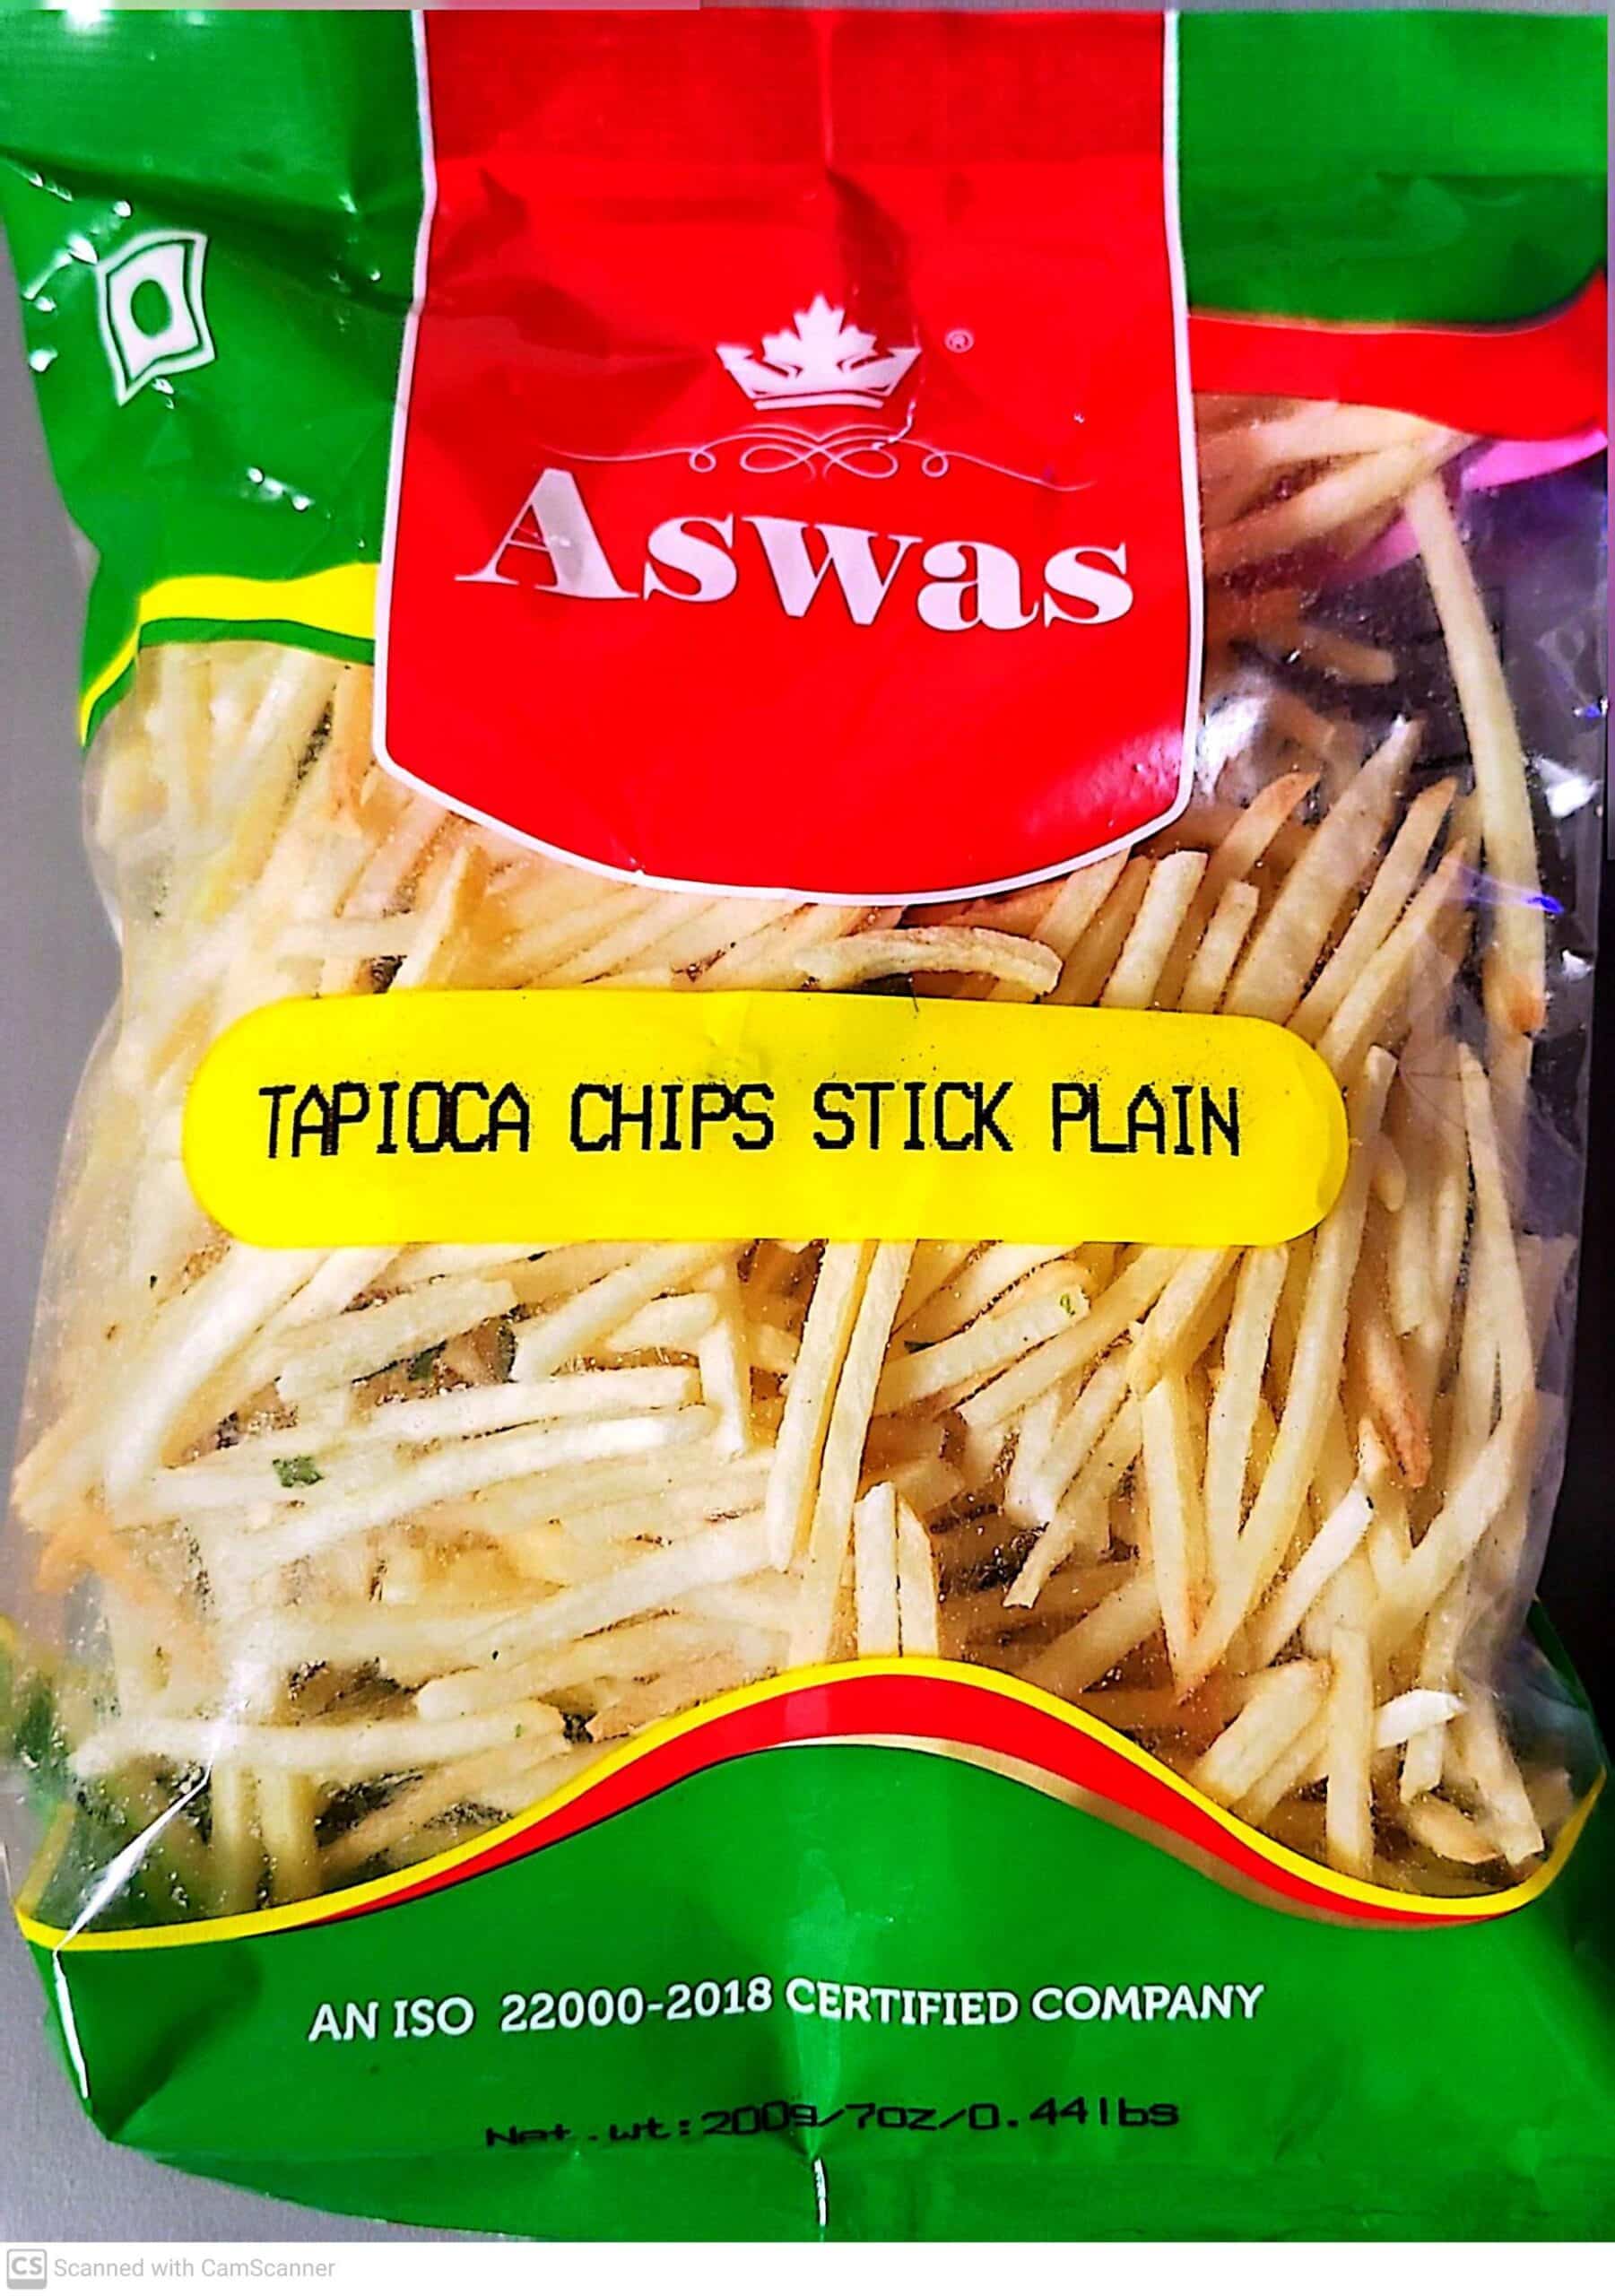 ®
Aswas
TAPIOCA CHIPS STICK PLAIN
AN ISO 22000-2018 CERTIFIED COMPANY
Net.wt:200g/7oz/0.44lbs
CS Scanned with CamScanner